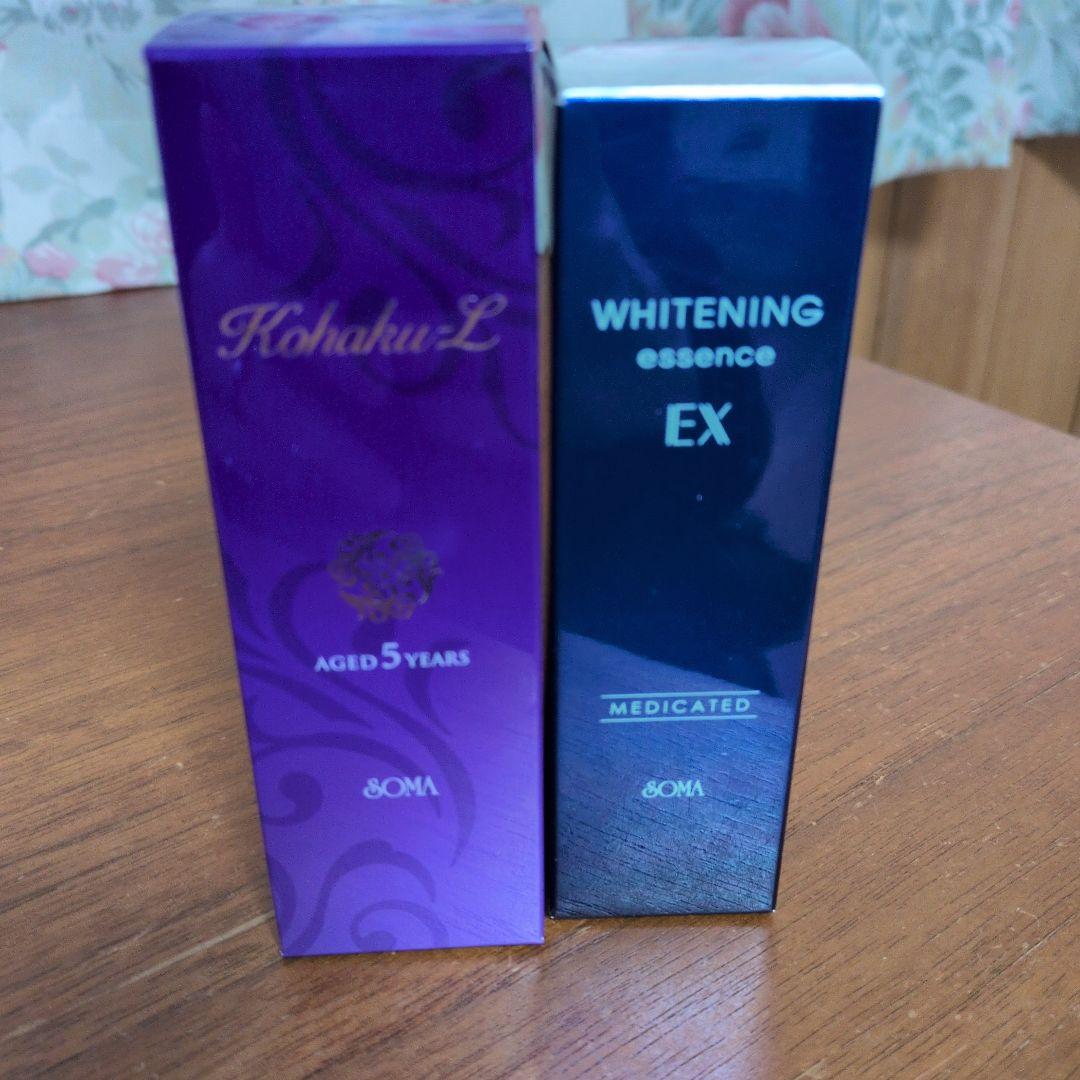 Kohaku-L
AGED 5 YEARS
SOMA
WHITENING
essence
EX
MEDICATED
SOMA